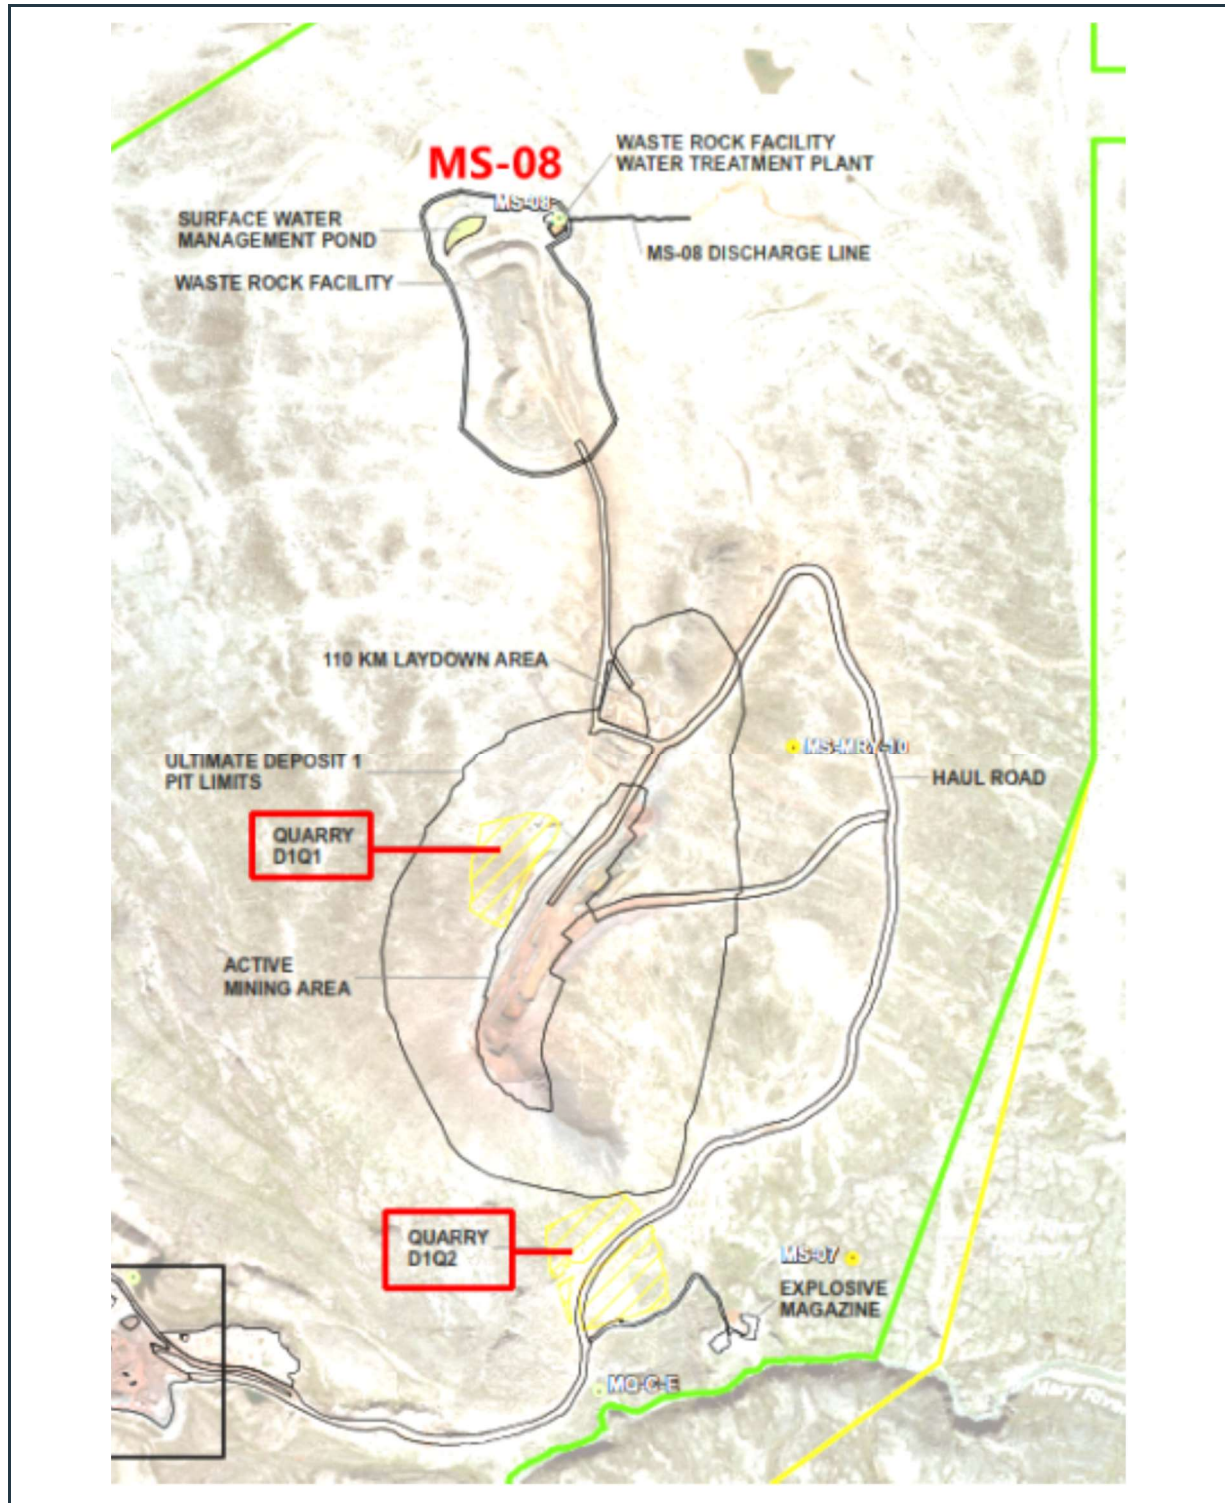 WASTE ROCK FACILITY
WATER TREATMENT PLANT
MS-08
MS-08
SURFACE WATER
MANAGEMENT POND
MS-08 DISCHARGE LINE
WASTE ROCK FACILITY
110 KM LAYDOWN AREA
MS-MRY-10
ULTIMATE DEPOSIT 1
PIT LIMITS
HAUL ROAD
QUARRY
D1Q1
ACTIVE
MINING AREA
QUARRY
D1Q2
MS-07
EXPLOSIVE
MAGAZINE
MQ-C-E
Mary River